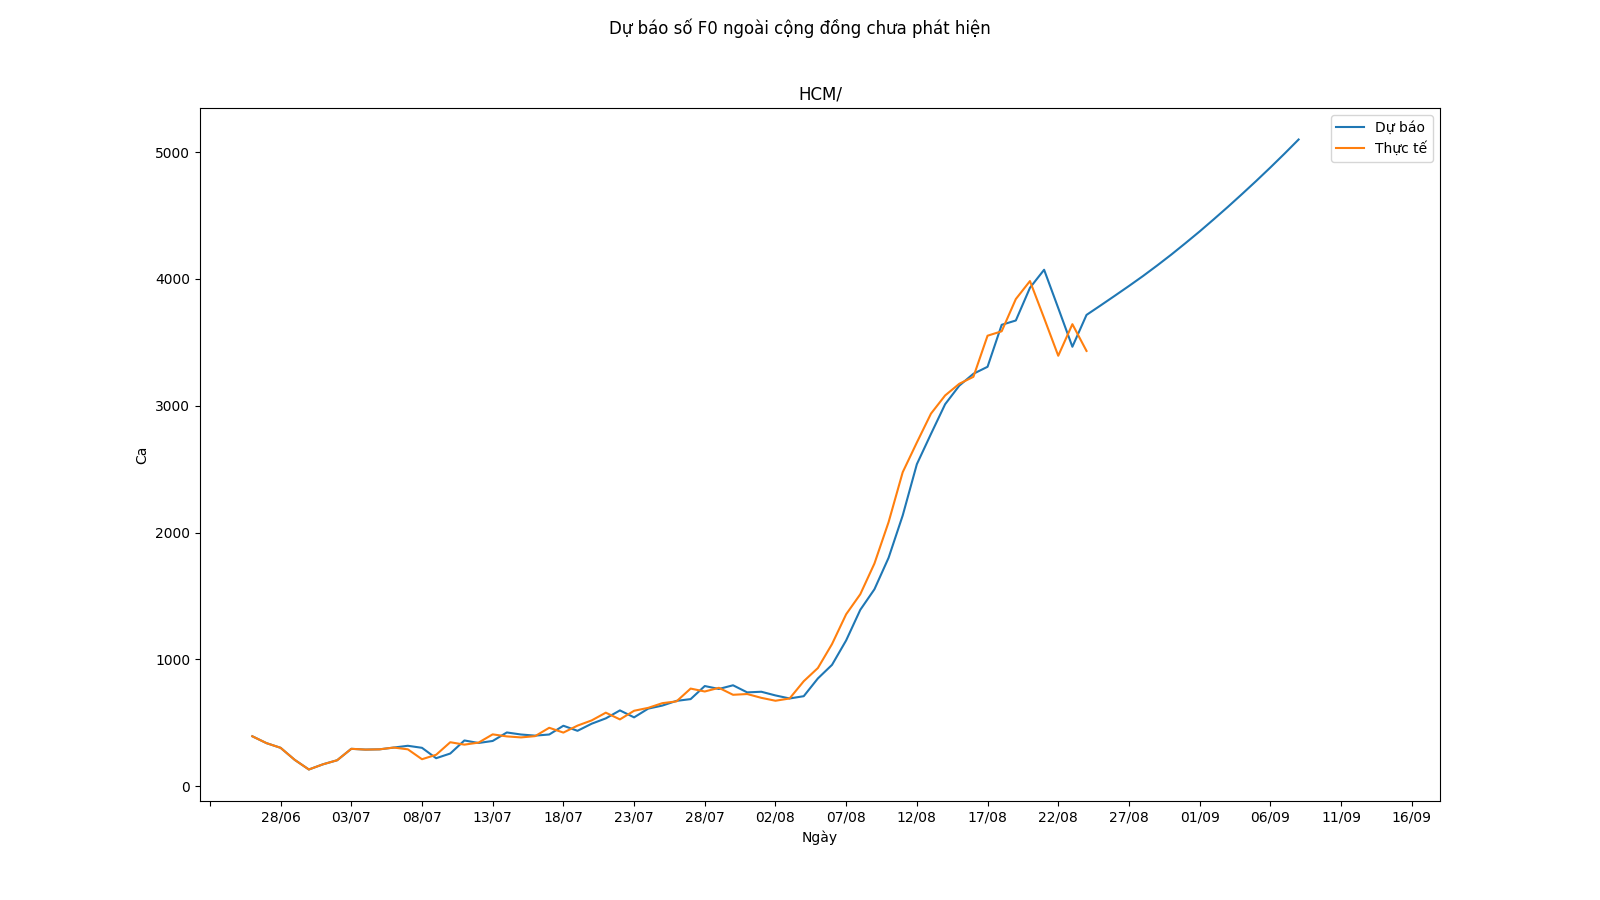 Dự báo số F0 ngoài cộng đồng chưa phát hiện
HCM/
Dự báo
Thực tế
5000
4000
3000
2000
1000
0
Ca
28/06 03/07 08/07 13/07 18/07 23/07 28/07 02/08 07/08 12/08 17/08 22/08 27/08 01/09 06/09 11/09 16/09
Ngày